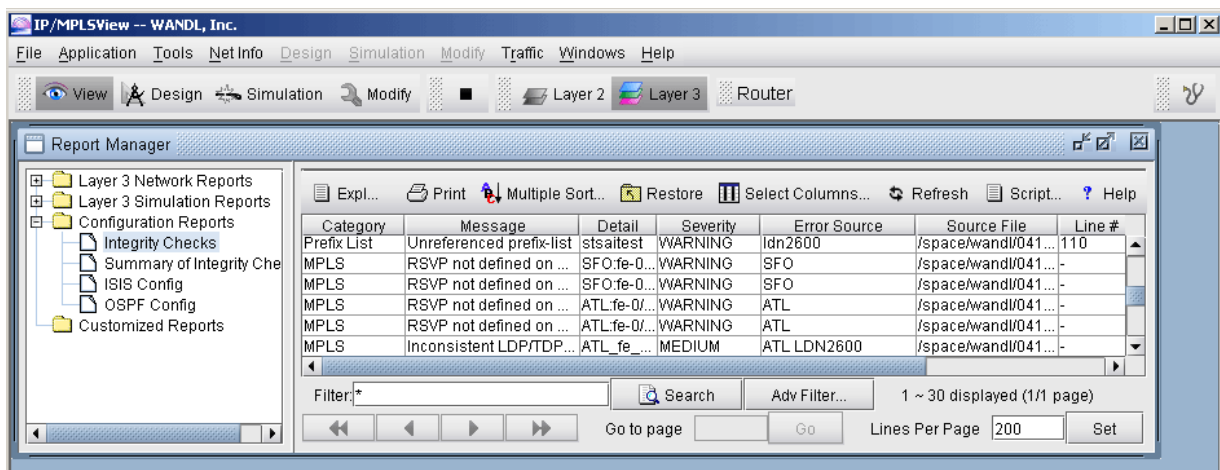 IP/MPLSView -- WANDL, Inc.
File Application Tools Net Info Design Simulation Modify Traffic Windows Help
View Design Simulation Modify Layer 2 Layer 3 Router
Report Manager
Layer 3 Network Reports
Layer 3 Simulation Reports
Configuration Reports
Integrity Checks
Summary of Integrity Che
ISIS Config
OSPF Config
Customized Reports
Expl... Print Multiple Sort... Restore Select Columns... Refresh Script... ? Help
Category Message Detail Severity Error Source Source File Line #
Prefix List Unreferenced prefix-list stsaitest WARNING ldn2600 /space/wandl/041... 110
MPLS RSVP not defined on ... SFO:fe-0... WARNING SFO /space/wandl/041... -
MPLS RSVP not defined on ... SFO:fe-0... WARNING SFO /space/wandl/041... -
MPLS RSVP not defined on ... ATL:fe-0/... WARNING ATL /space/wandl/041... -
MPLS RSVP not defined on ... ATL:fe-0/... WARNING ATL /space/wandl/041... -
MPLS Inconsistent LDP/TDP... ATL_fe_... MEDIUM ATL LDN2600 /space/wandl/041... -
Filter: * Search Adv Filter... 1 ~ 30 displayed (1/1 page)
Go to page Go Lines Per Page 200 Set